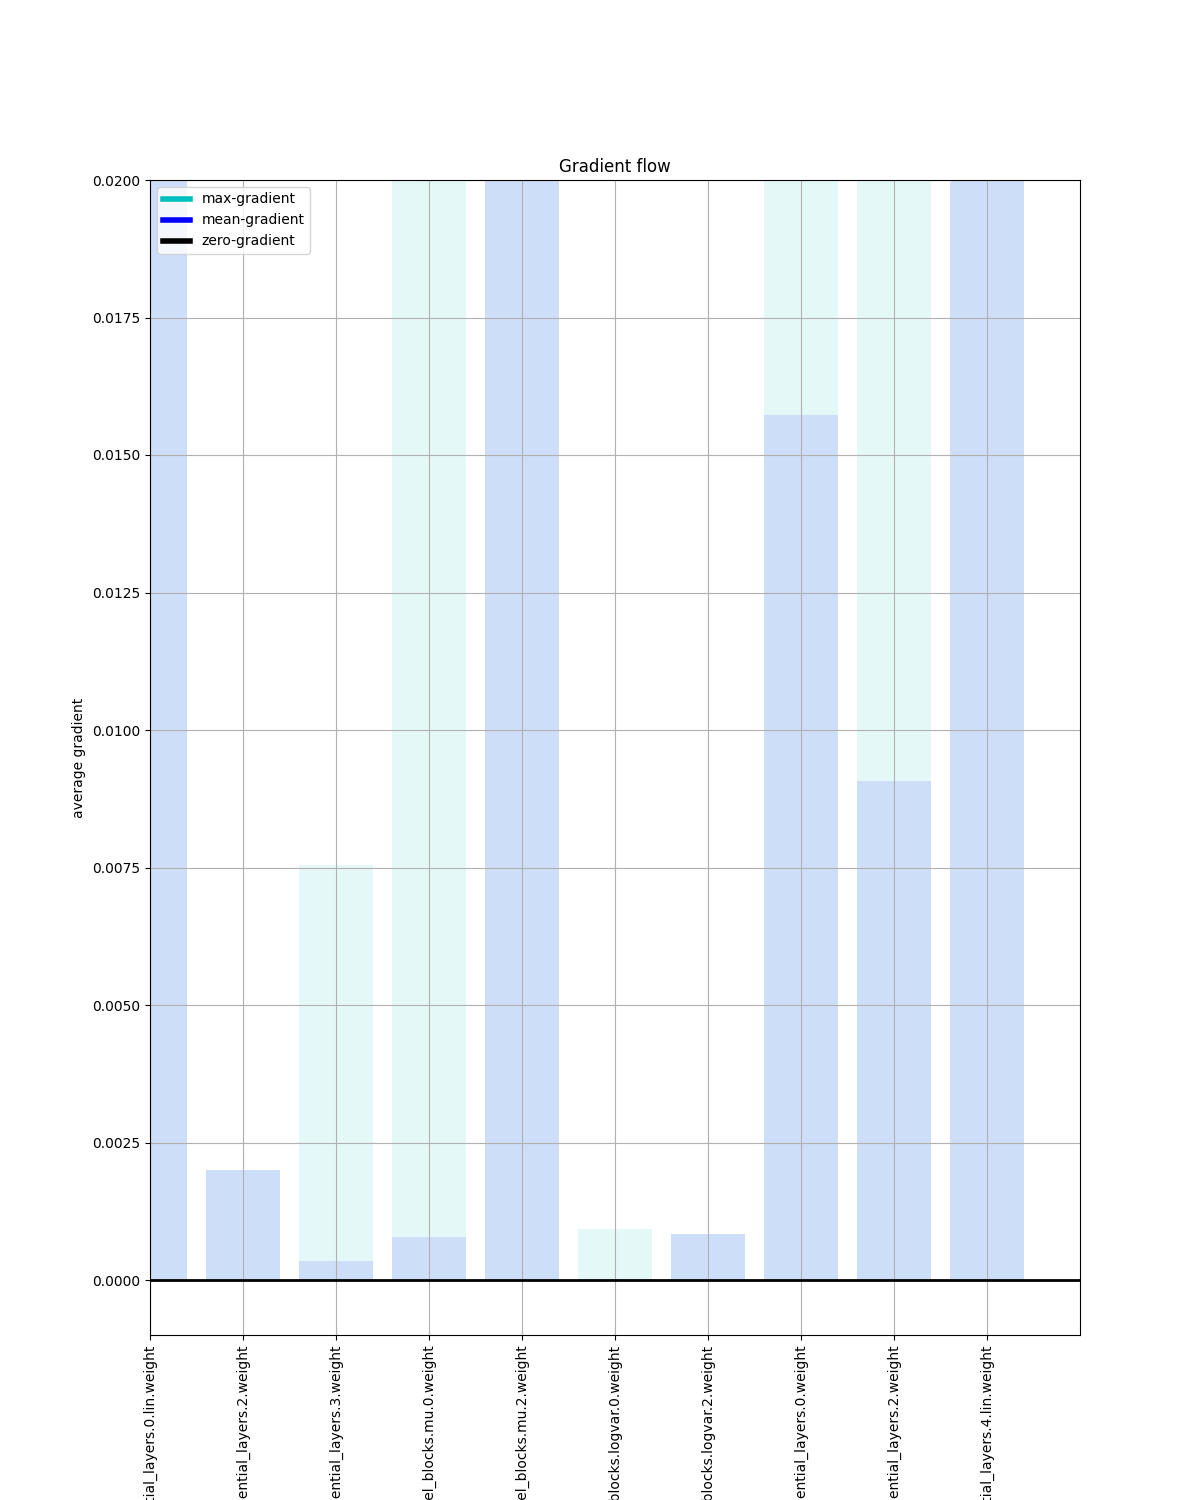 Gradient flow
max-gradient
mean-gradient
zero-gradient
0.0200
0.0175
0.0150
0.0125
0.0100
0.0075
0.0050
0.0025
0.0000
average gradient
tial_layers.0.lin.weight
ential_layers.2.weight
ential_layers.3.weight
el_blocks.mu.0.weight
el_blocks.mu.2.weight
blocks.logvar.0.weight
blocks.logvar.2.weight
ential_layers.0.weight
ential_layers.2.weight
tial_layers.4.lin.weight